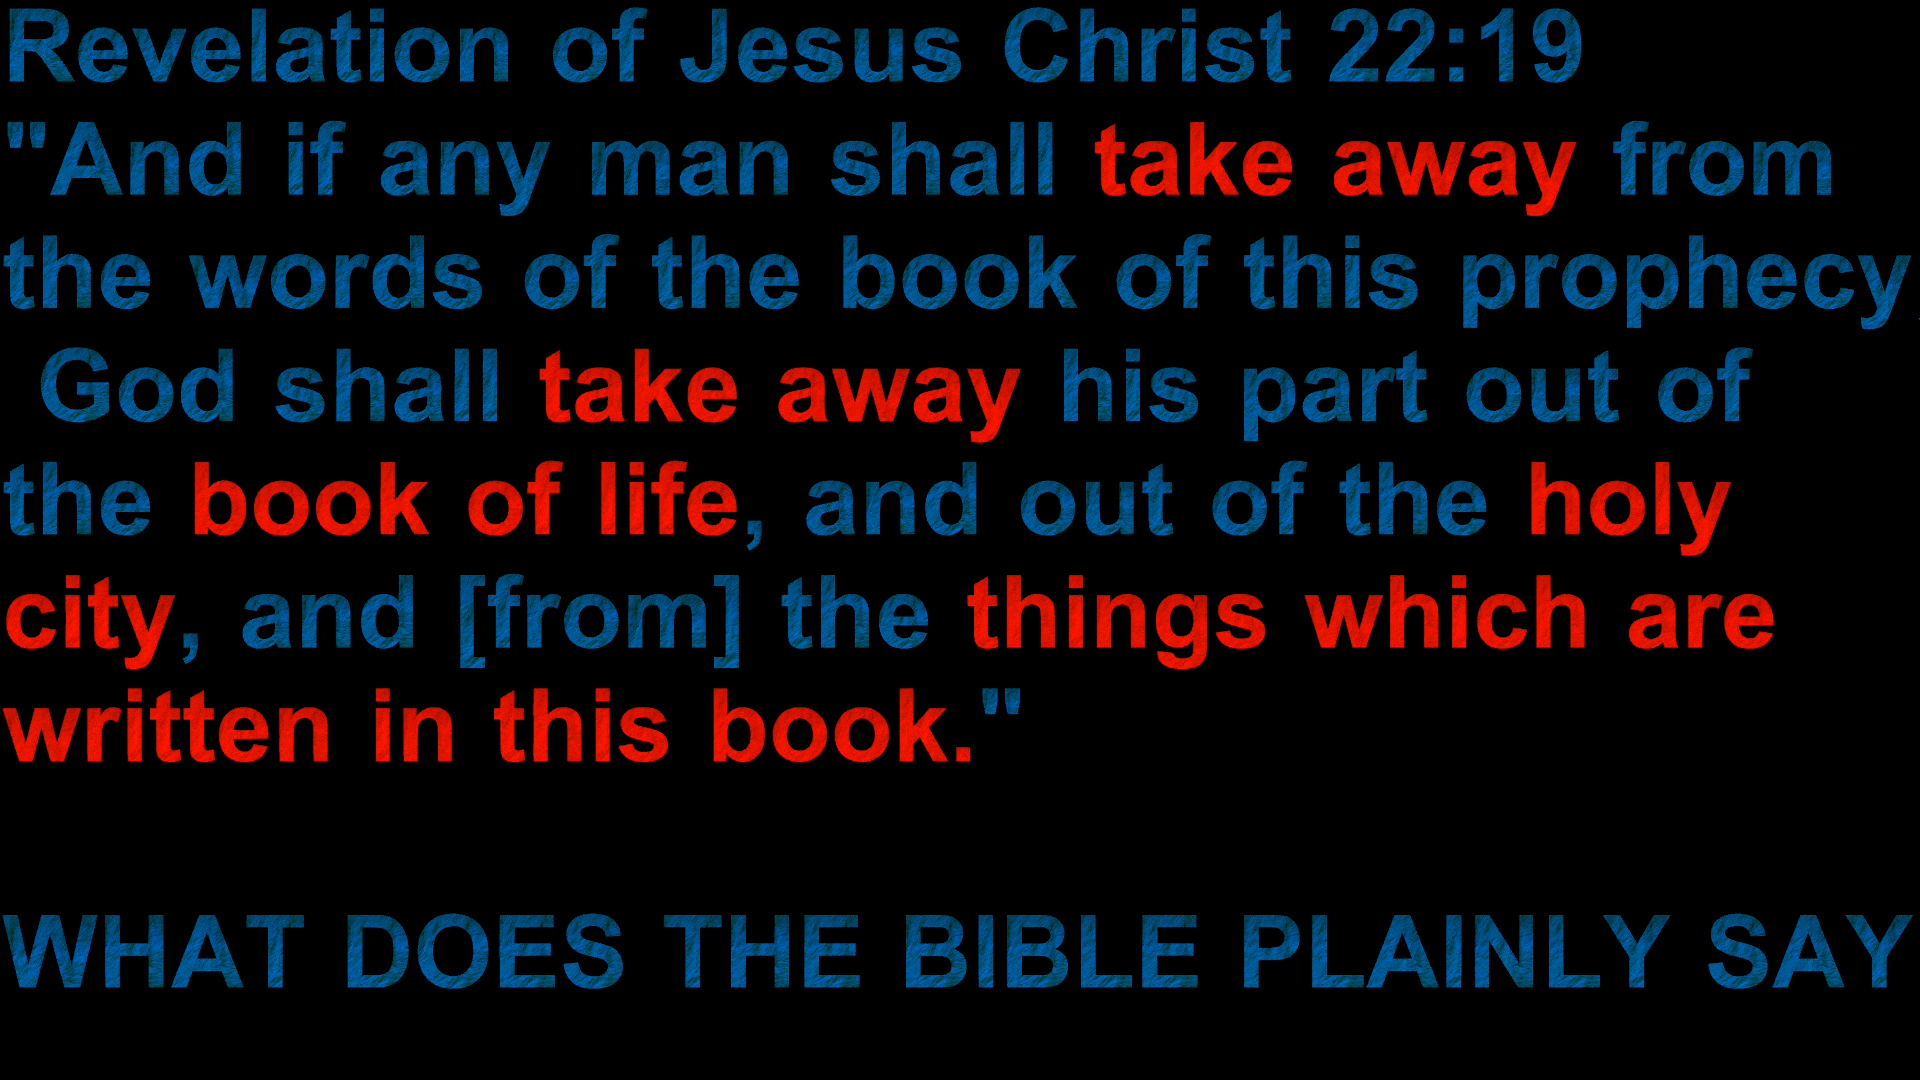 Revelation of Jesus Christ 22:19
"And if any man shall take away from
the words of the book of this prophecy,
God shall take away his part out of
the book of life, and out of the holy
city, and [from] the things which are
written in this book."
WHAT DOES THE BIBLE PLAINLY SAY